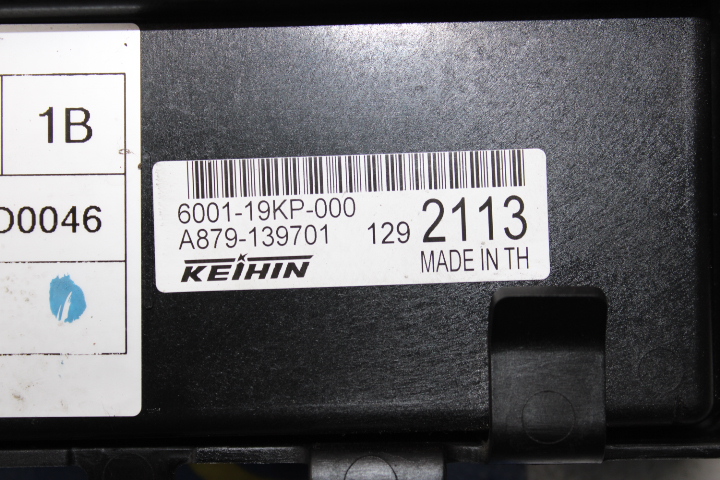 1B
D0046
6001-19KP-000
A879-139701 129 2113
KEIHIN MADE IN TH